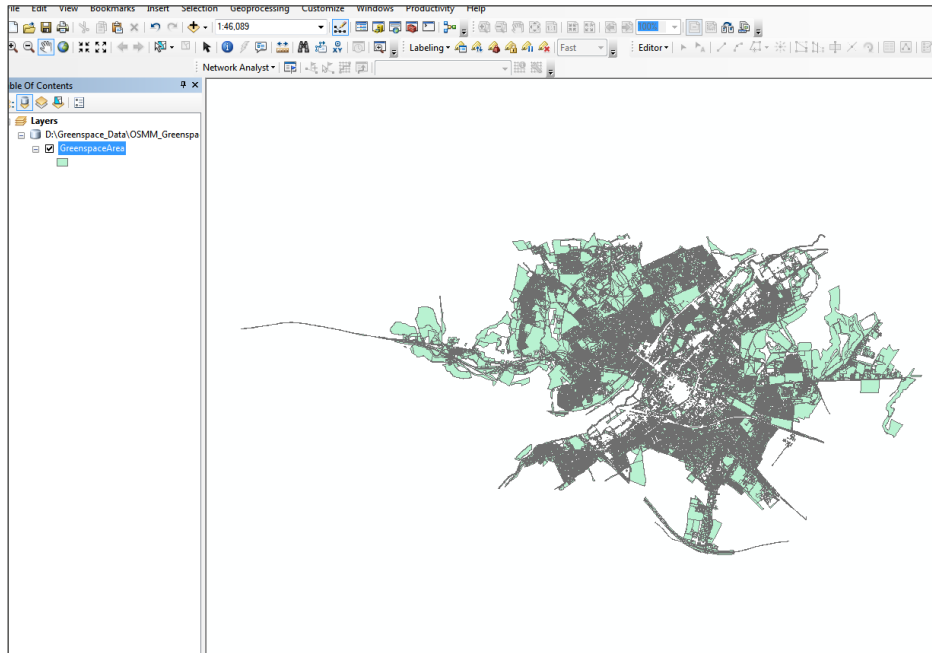 File Edit View Bookmarks Insert Selection Geoprocessing Customize Windows Productivity Help
1:46,089
Labeling Fast Editor
Network Analyst
ble Of Contents
Layers
D:\Greenspace_Data\OSMM_Greenspa
GreenspaceArea